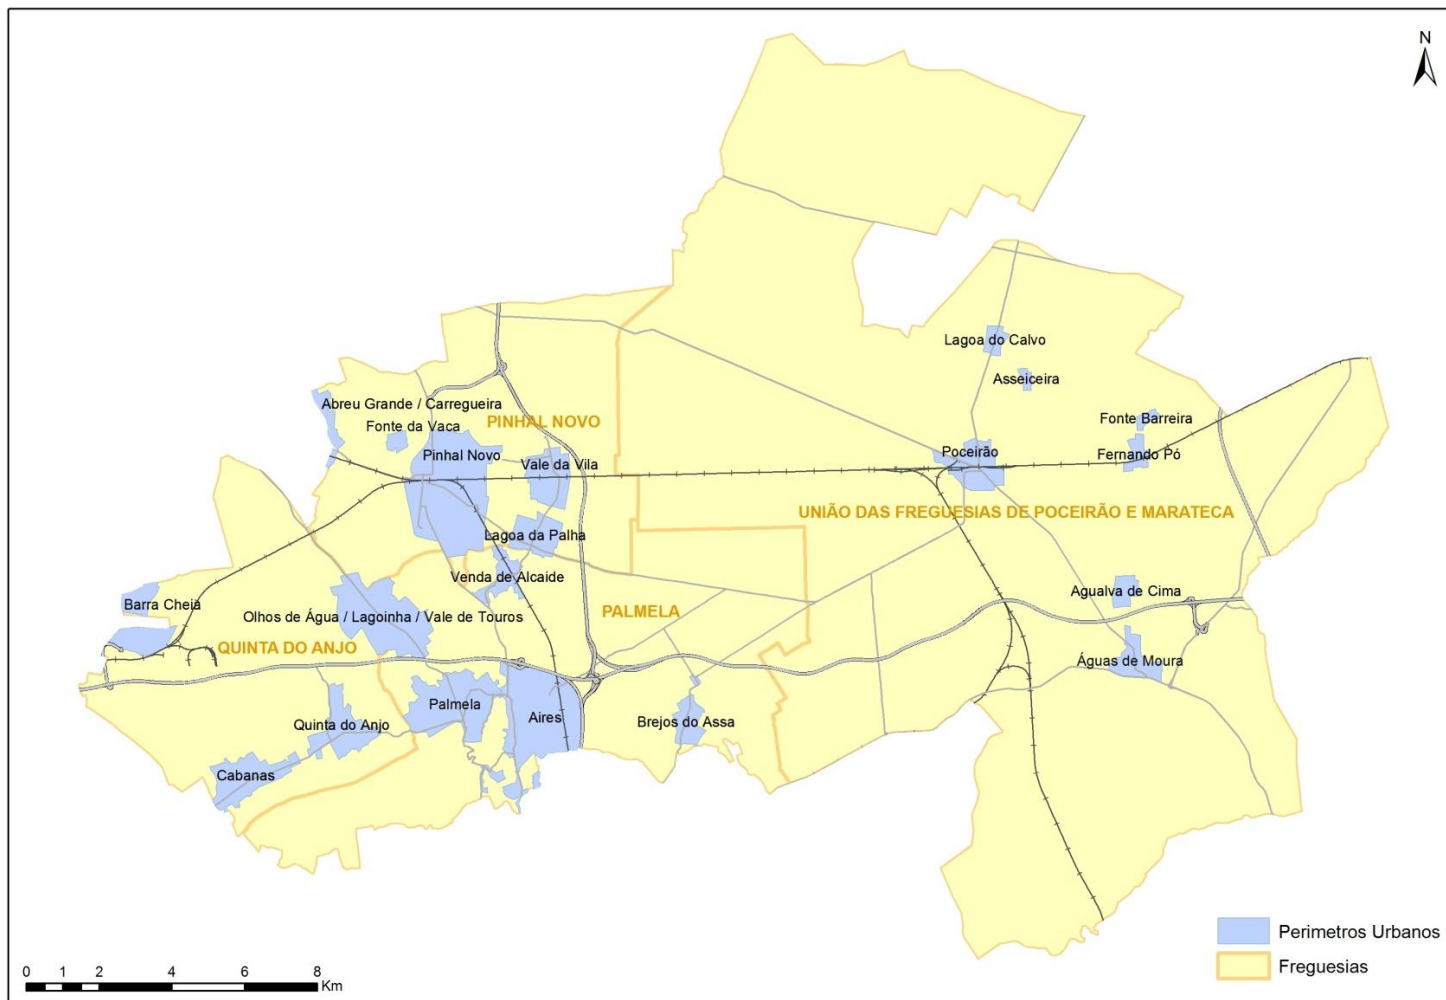 N
Lagoa do Calvo
Asseiceira
Abreu Grande / Carregueira
PINHAL NOVO
Fonte da Vaca
Fonte Barreira
Pinhal Novo
Vale da Vila
Poceirão
Fernando Pó
UNIÃO DAS FREGUESIAS DE POCEIRÃO E MARATECA
Lagoa da Palha
Venda de Alcaide
Agualva de Cima
Barra Cheia
PALMELA
Olhos de Água / Lagoinha / Vale de Touros
QUINTA DO ANJO
Águas de Moura
Palmela
Aires
Quinta do Anjo
Brejos do Assa
Cabanas
Perimetros Urbanos
Freguesias
0 1 2 4 6 8
Km